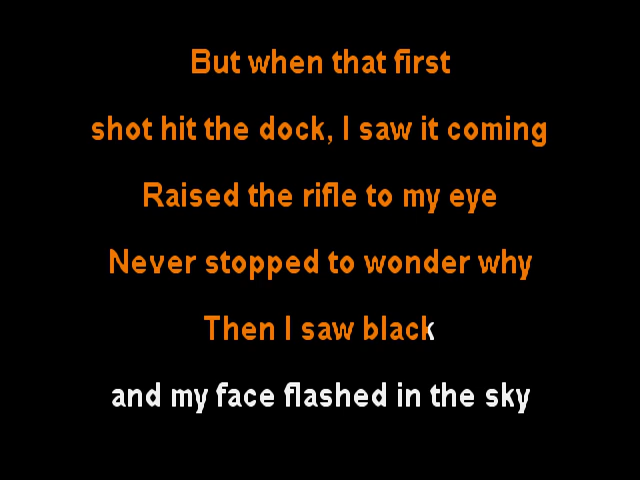 But when that first
shot hit the dock, I saw it coming
Raised the rifle to my eye
Never stopped to wonder why
Then I saw black
and my face flashed in the sky